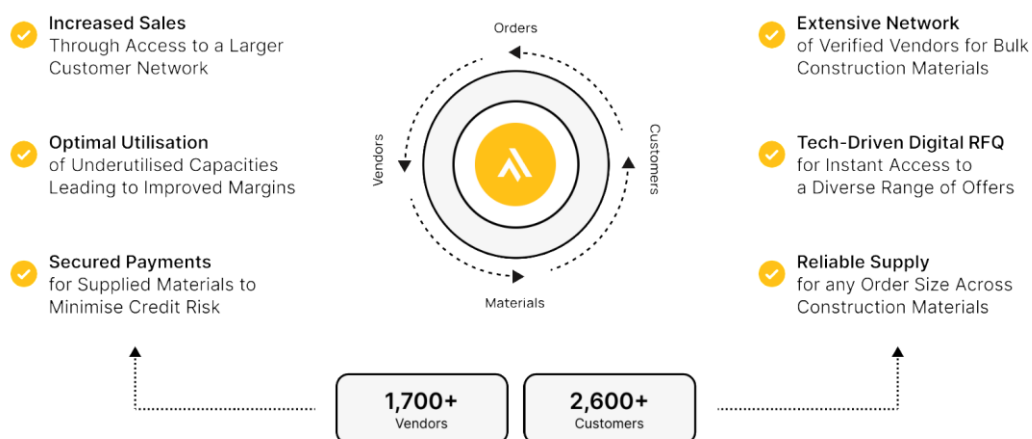 Increased Sales
Through Access to a Larger
Customer Network
Optimal Utilisation
of Underutilised Capacities
Leading to Improved Margins
Secured Payments
for Supplied Materials to
Minimise Credit Risk
Orders
Vendors
Customers
Materials
Extensive Network
of Verified Vendors for Bulk
Construction Materials
Tech-Driven Digital RFQ
for Instant Access to
a Diverse Range of Offers
Reliable Supply
for any Order Size Across
Construction Materials
1,700+
Vendors
2,600+
Customers